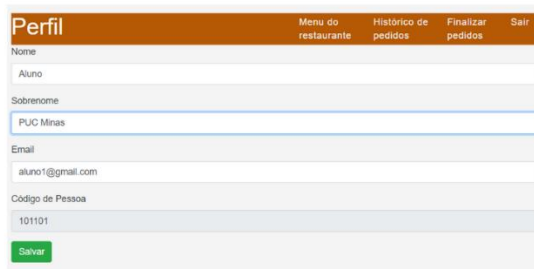 Perfil
Menu do
restaurante
Histórico de
pedidos
Finalizar
pedidos
Sair
Nome
Aluno
Sobrenome
PUC Minas
Email
aluno1@gmail.com
Código de Pessoa
101101
Salvar